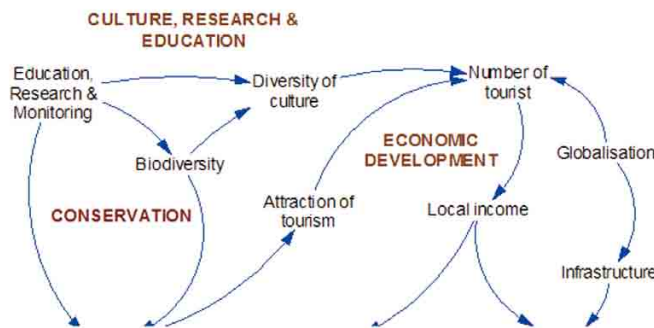 CULTURE, RESEARCH &
EDUCATION
Education,
Research &
Monitoring
Diversity of
culture
Number of
tourist
Biodiversity
ECONOMIC
DEVELOPMENT
Globalisation
CONSERVATION
Attraction of
tourism
Local income
Infrastructure